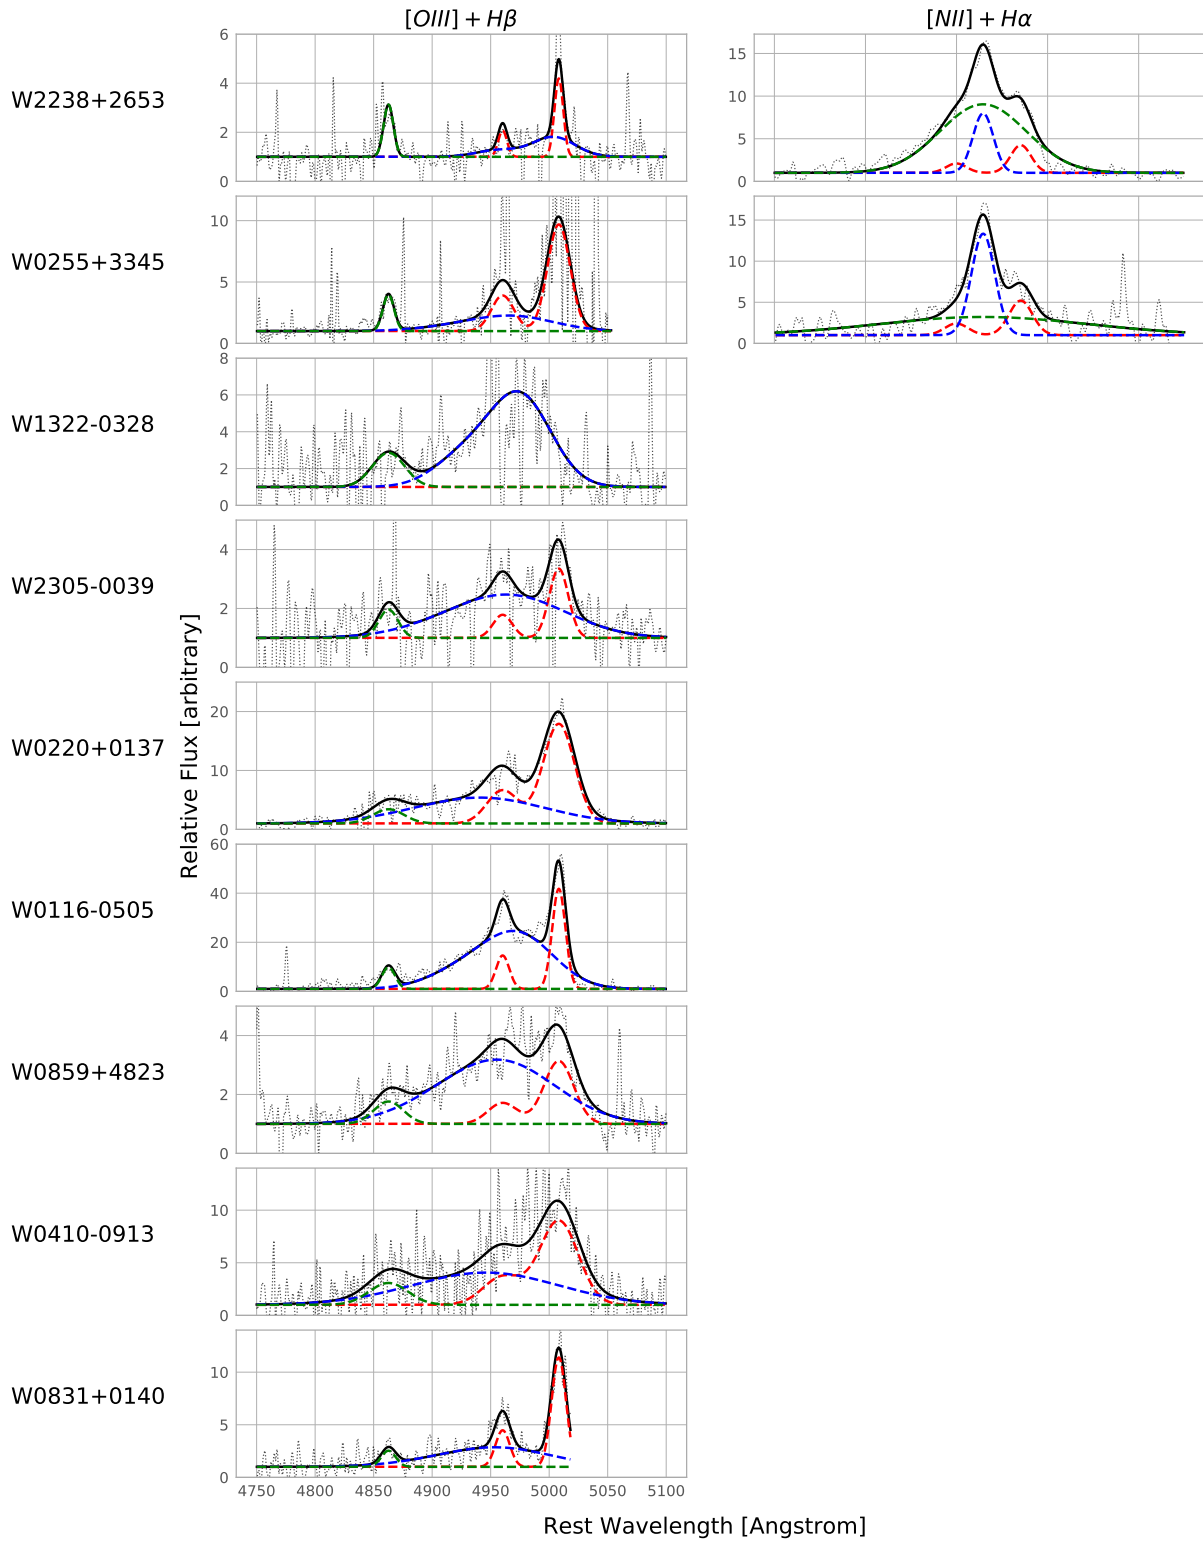 [OIII] + Hβ
[NII] + Hα
W2238+2653
6
4
2
0
15
10
5
0
W0255+3345
10
5
0
15
10
5
0
W1322-0328
8
6
4
2
0
W2305-0039
4
2
0
W0220+0137
20
10
0
W0116-0505
60
40
20
0
W0859+4823
4
2
0
W0410-0913
10
5
0
W0831+0140
10
5
0
Relative Flux [arbitrary]
4750 4800 4850 4900 4950 5000 5050 5100
Rest Wavelength [Angstrom]